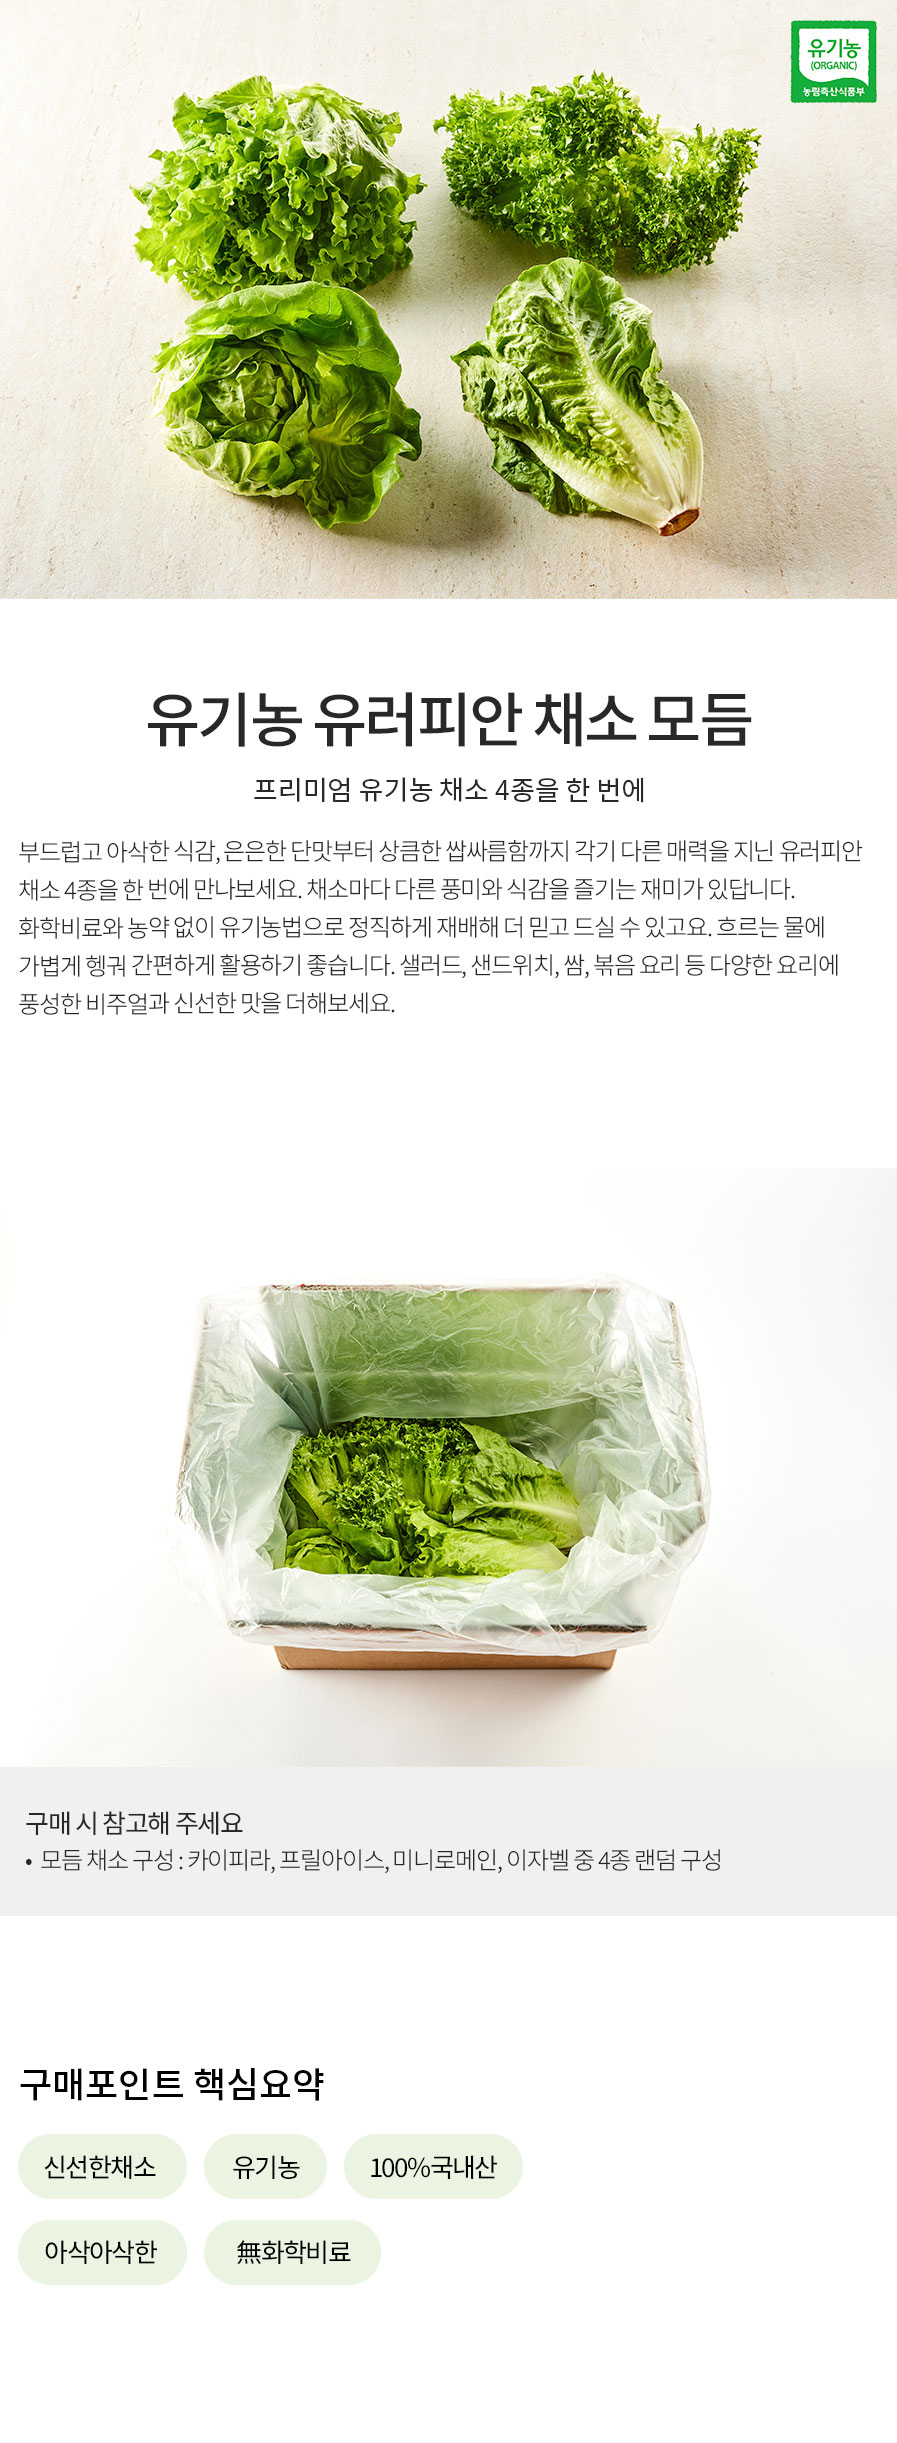 유기농
(ORGANIC)
농림축산식품부
유기농 유러피안 채소 모듬
프리미엄 유기농 채소 4종을 한 번에
부드럽고 아삭한 식감, 은은한 단맛부터 상큼한 쌉싸름함까지 각기 다른 매력을 지닌 유러피안
채소 4종을 한 번에 만나보세요. 채소마다 다른 풍미와 식감을 즐기는 재미가 있답니다.
화학비료와 농약 없이 유기농법으로 정직하게 재배해 더 믿고 드실 수 있고요. 흐르는 물에
가볍게 헹궈 간편하게 활용하기 좋습니다. 샐러드, 샌드위치, 쌈, 볶음 요리 등 다양한 요리에
풍성한 비주얼과 신선한 맛을 더해보세요.
구매 시 참고해 주세요
• 모듬 채소 구성 : 카이피라, 프릴아이스, 미니로메인, 이자벨 중 4종 랜덤 구성
구매포인트 핵심요약
신선한채소 유기농 100%국내산
아삭아삭한 無화학비료